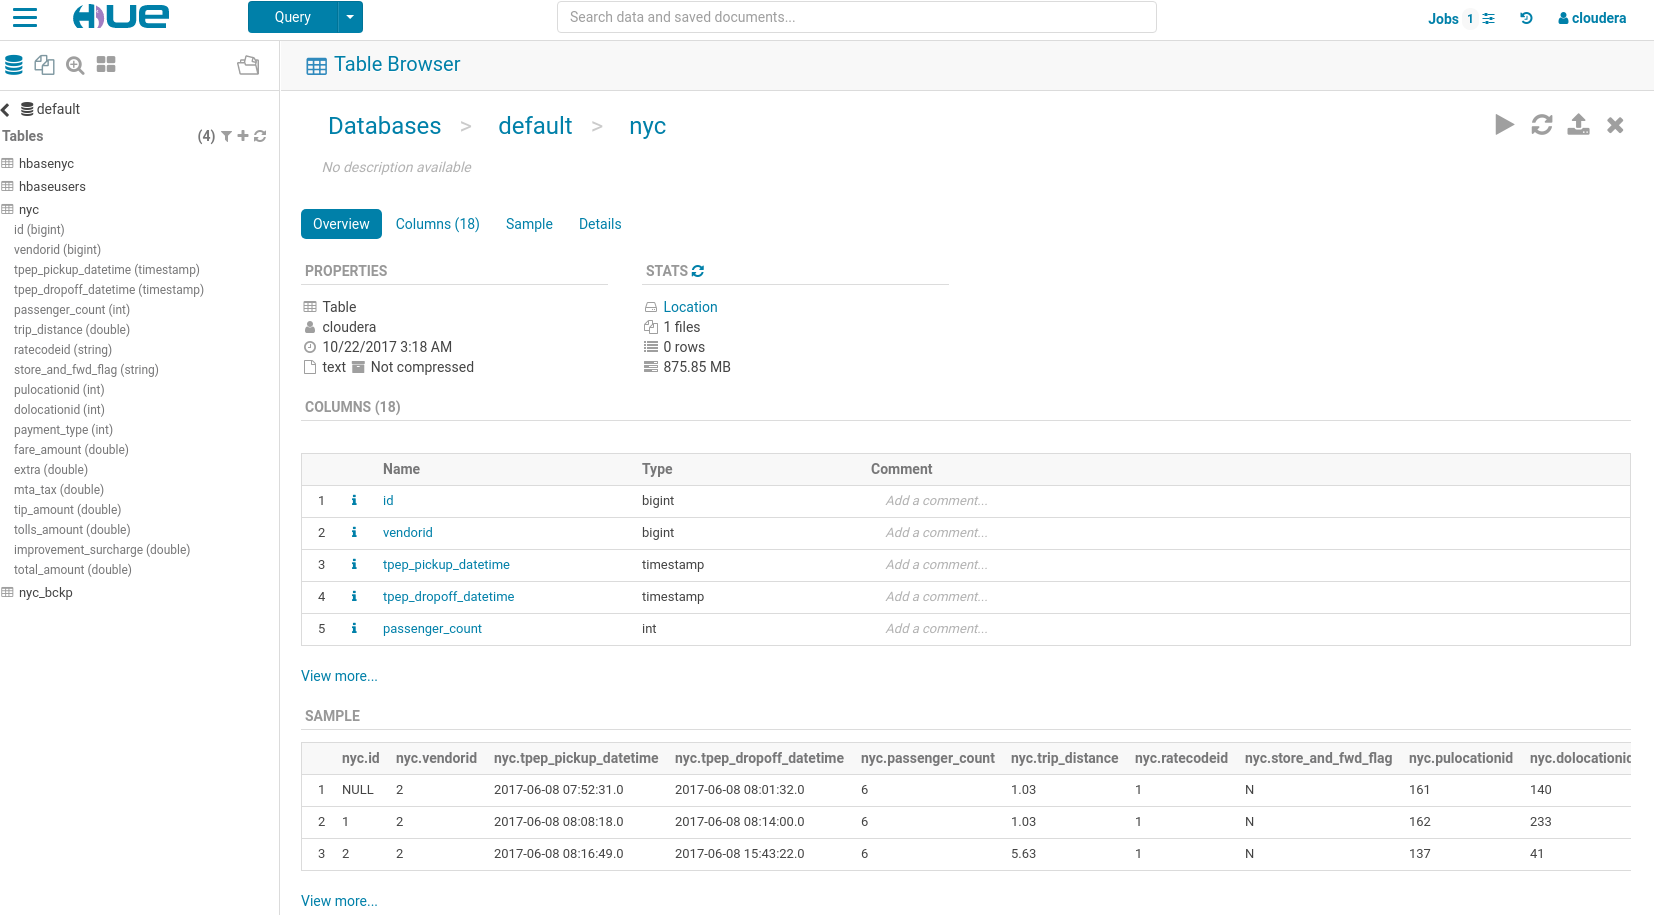 HUE
Query
Search data and saved documents...
Jobs 1
cloudera
Table Browser
default
Tables (4)
hbasenyc
hbaseusers
nyc
id (bigint)
vendorid (bigint)
tpep_pickup_datetime (timestamp)
tpep_dropoff_datetime (timestamp)
passenger_count (int)
trip_distance (double)
ratecodeid (string)
store_and_fwd_flag (string)
pulocationid (int)
dolocationid (int)
payment_type (int)
fare_amount (double)
extra (double)
mta_tax (double)
tip_amount (double)
tolls_amount (double)
improvement_surcharge (double)
total_amount (double)
nyc_bckp
Databases > default > nyc
No description available
Overview Columns (18) Sample Details
PROPERTIES
Table
cloudera
10/22/2017 3:18 AM
text Not compressed
STATS
Location
1 files
0 rows
875.85 MB
COLUMNS (18)
Name Type Comment
1 i id bigint Add a comment...
2 i vendorid bigint Add a comment...
3 i tpep_pickup_datetime timestamp Add a comment...
4 i tpep_dropoff_datetime timestamp Add a comment...
5 i passenger_count int Add a comment...
View more...
SAMPLE
nyc.id nyc.vendorid nyc.tpep_pickup_datetime nyc.tpep_dropoff_datetime nyc.passenger_count nyc.trip_distance nyc.ratecodeid nyc.store_and_fwd_flag nyc.pulocationid nyc.dolocationid
1 NULL 2 2017-06-08 07:52:31.0 2017-06-08 08:01:32.0 6 1.03 1 N 161 140
2 1 2 2017-06-08 08:08:18.0 2017-06-08 08:14:00.0 6 1.03 1 N 162 233
3 2 2 2017-06-08 08:16:49.0 2017-06-08 15:43:22.0 6 5.63 1 N 137 41
View more...